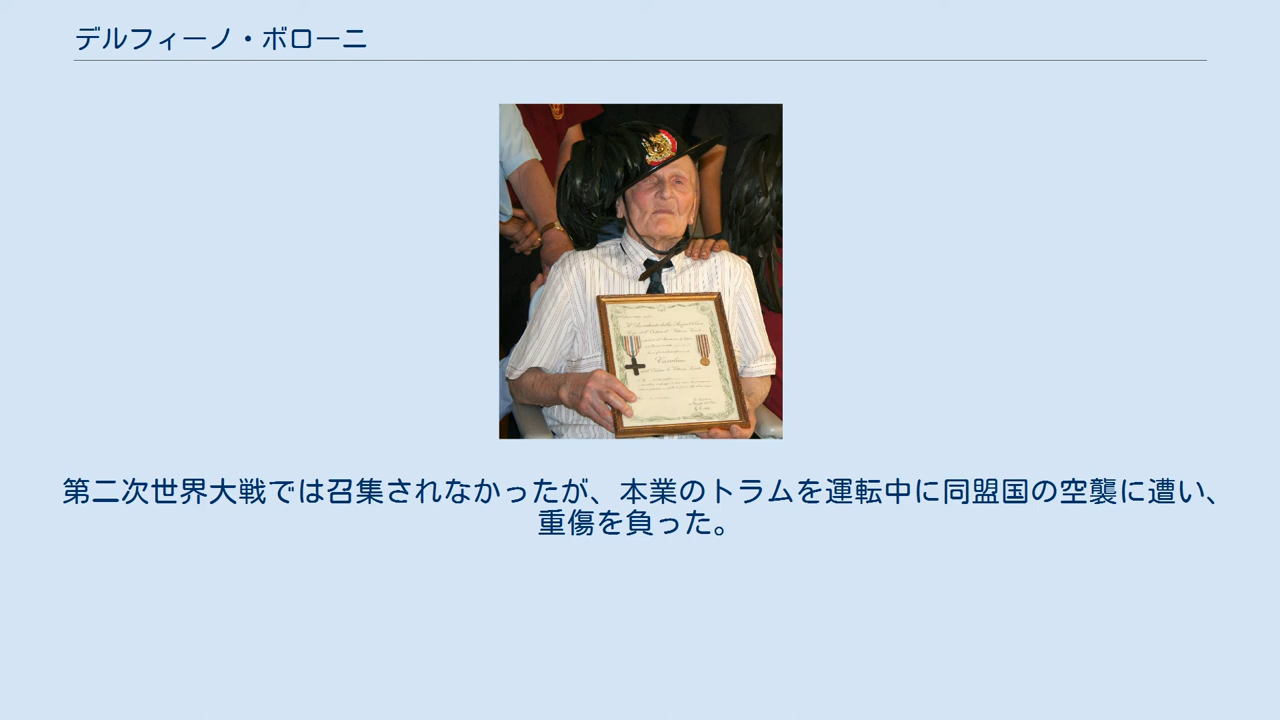 デルフィーノ・ボローニ
Cavaliere
第二次世界大戦では召集されなかったが、本業のトラムを運転中に同盟国の空襲に遭い、
重傷を負った。